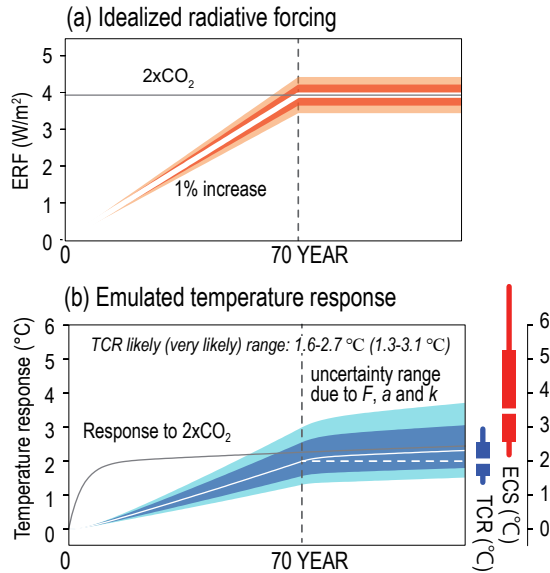 (a) Idealized radiative forcing
ERF (W/m²)
5
4
3
2
1
0
2xCO₂
1% increase
0
70 YEAR
(b) Emulated temperature response
Temperature response (°C)
6
5
4
3
2
1
0
TCR likely (very likely) range: 1.6-2.7 °C (1.3-3.1 °C)
uncertainty range
due to F, a and k
Response to 2xCO₂
0
70 YEAR
TCR (°C)
ECS (°C)
6
5
4
3
2
1
0